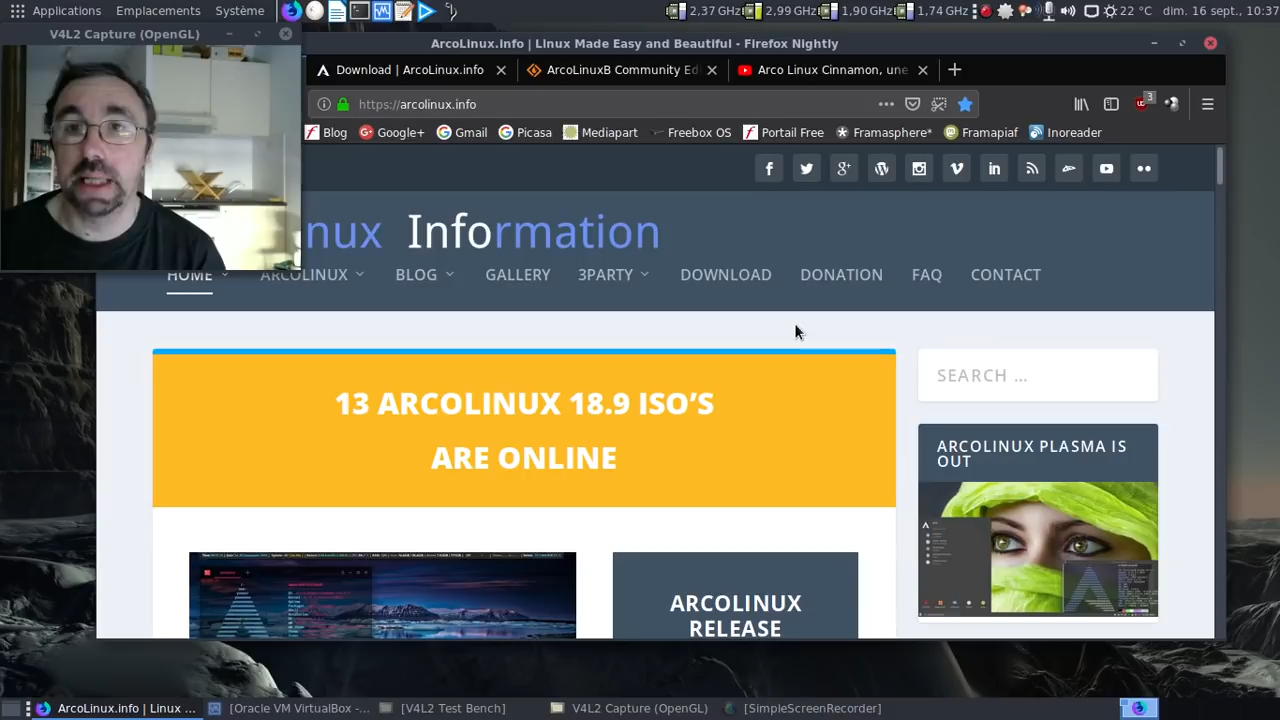 Applications Emplacements Système 2,37 GHz 2,99 GHz 1,90 GHz 1,74 GHz 22 °C dim. 16 sept., 10:37
V4L2 Capture (OpenGL)
ArcoLinux.info | Linux Made Easy and Beautiful - Firefox Nightly
Download | ArcoLinux.info ArcoLinuxB Community Edi Arco Linux Cinnamon, une
https://arcolinux.info 3
Blog Google+ Gmail Picasa Mediapart Freebox OS Portail Free Framasphère* Framapiaf Inoreader
nux Information
HOME ARCOLINUX BLOG GALLERY 3PARTY DOWNLOAD DONATION FAQ CONTACT
13 ARCOLINUX 18.9 ISO'S
ARE ONLINE
SEARCH …
ARCOLINUX PLASMA IS
OUT
ARCOLINUX
RELEASE
ArcoLinux.info | Linux ... [Oracle VM VirtualBox -... [V4L2 Test Bench] V4L2 Capture (OpenGL) [SimpleScreenRecorder]